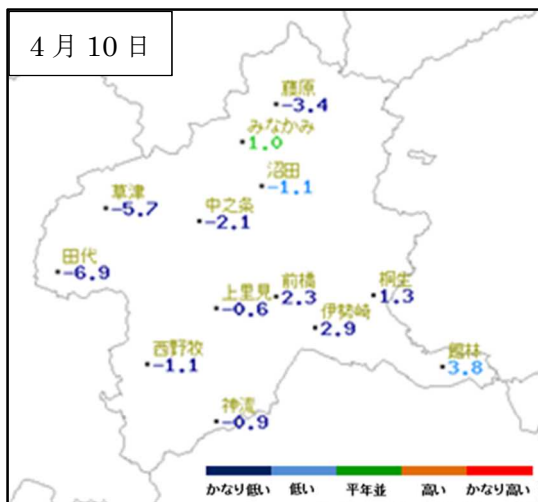 4月10日
藤原
-3.4
みなかみ
1.0
沼田
-1.1
草津
-5.7
中之条
-2.1
田代
-6.9
上里見
-0.6
前橋
2.3
桐生
1.3
伊勢崎
2.9
西野牧
-1.1
館林
3.8
神流
-0.9
かなり低い 低い 平年並 高い かなり高い